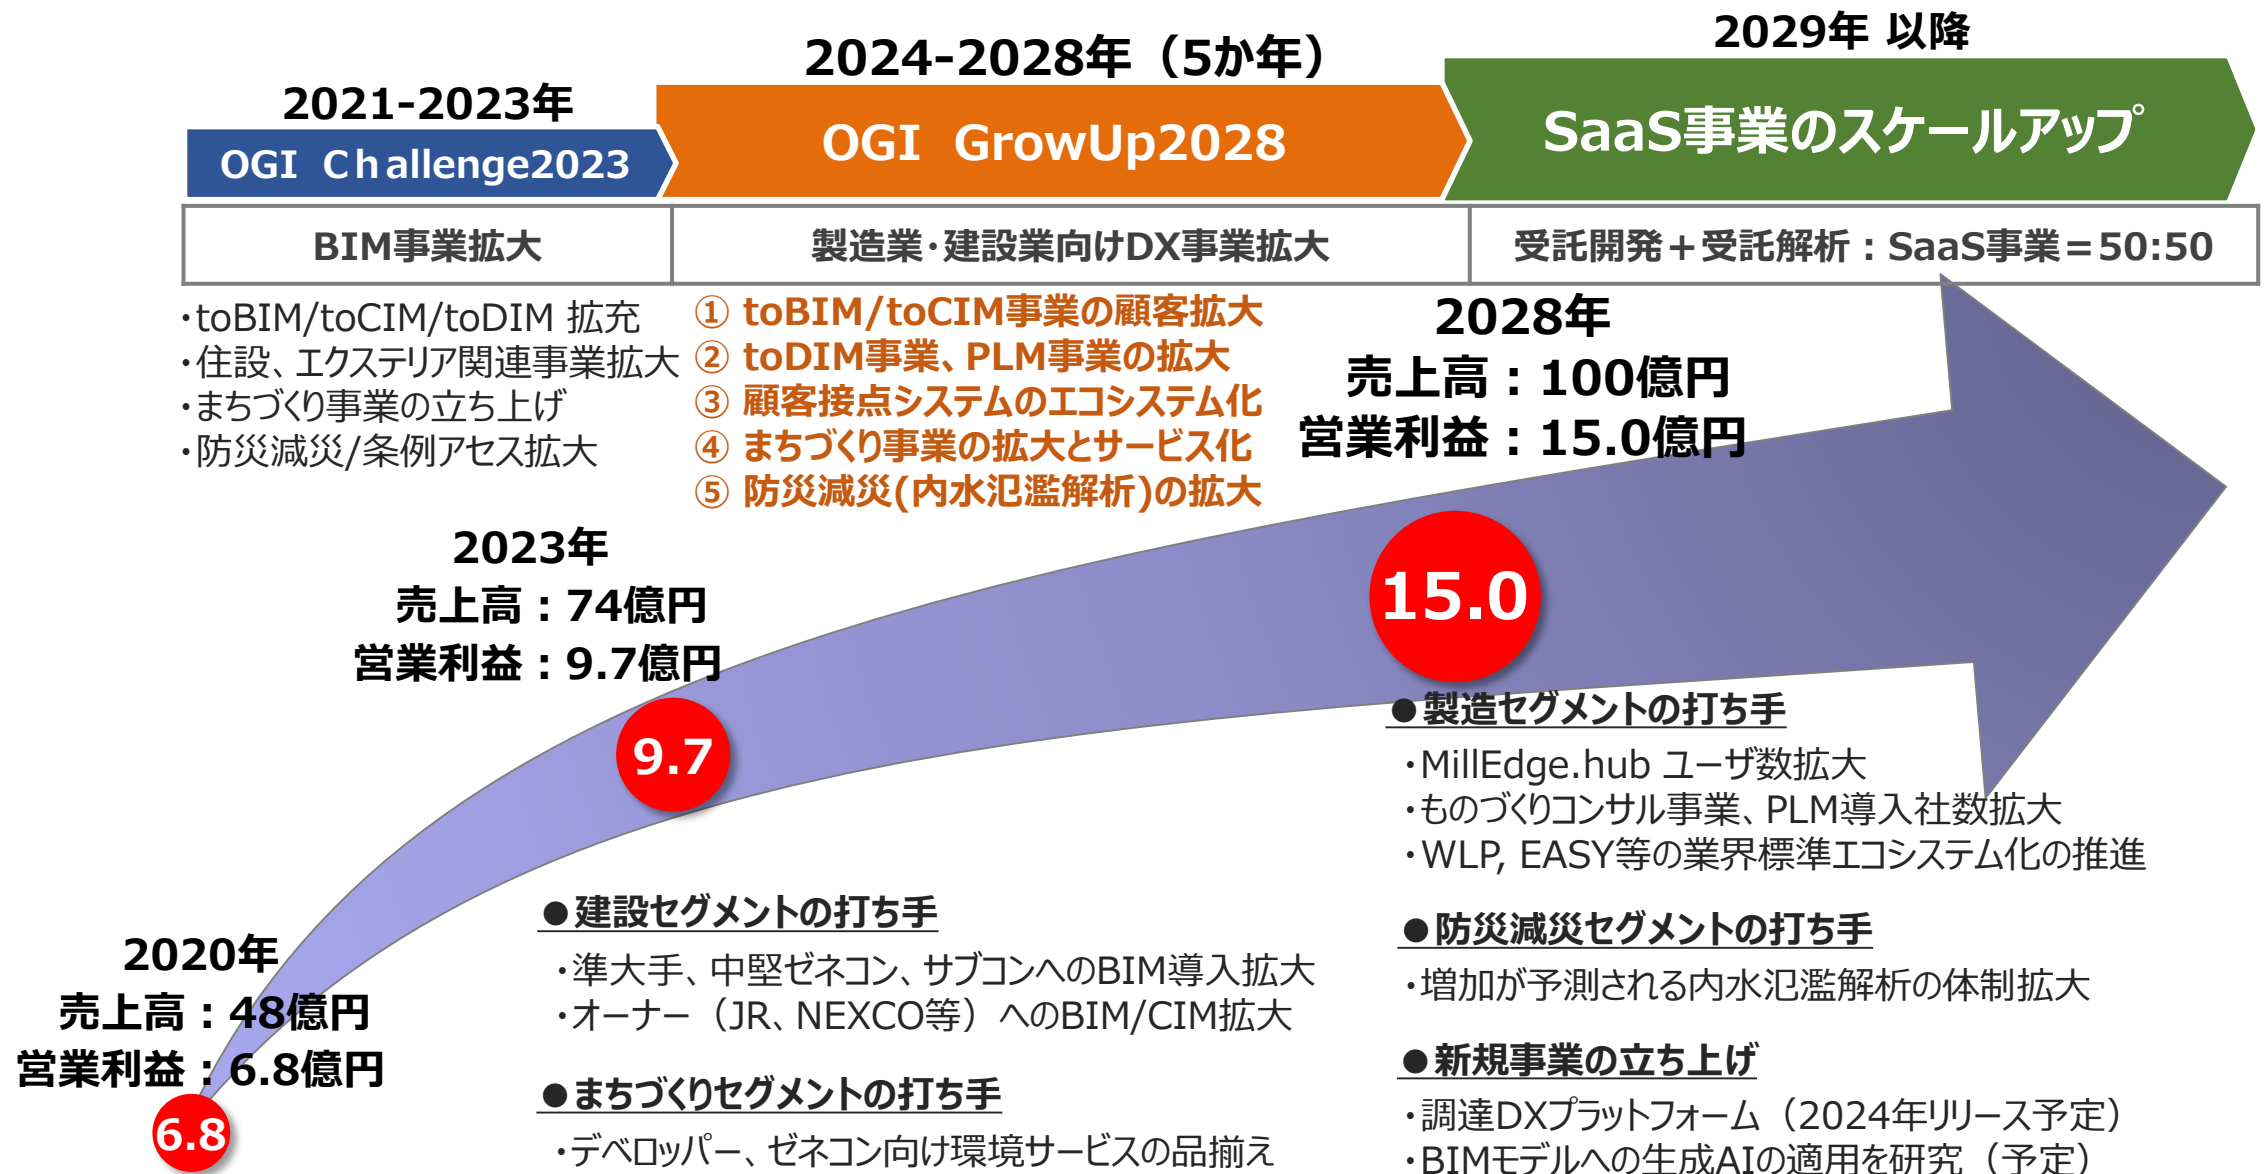 2021-2023年
2024-2028年（5か年）
2029年 以降
OGI Challenge2023
OGI GrowUp2028
SaaS事業のスケールアップ
BIM事業拡大
製造業・建設業向けDX事業拡大
受託開発＋受託解析：SaaS事業＝50:50
・toBIM/toCIM/toDIM 拡充
・住設、エクステリア関連事業拡大
・まちづくり事業の立ち上げ
・防災減災/条例アセス拡大
① toBIM/toCIM事業の顧客拡大
② toDIM事業、PLM事業の拡大
③ 顧客接点システムのエコシステム化
④ まちづくり事業の拡大とサービス化
⑤ 防災減災(内水氾濫解析)の拡大
2028年
売上高：100億円
営業利益：15.0億円
15.0
2023年
売上高：74億円
営業利益：9.7億円
9.7
2020年
売上高：48億円
営業利益：6.8億円
6.8
●建設セグメントの打ち手
・準大手、中堅ゼネコン、サブコンへのBIM導入拡大
・オーナー（JR、NEXCO等）へのBIM/CIM拡大
●まちづくりセグメントの打ち手
・デベロッパー、ゼネコン向け環境サービスの品揃え
●製造セグメントの打ち手
・MillEdge.hub ユーザ数拡大
・ものづくりコンサル事業、PLM導入社数拡大
・WLP, EASY等の業界標準エコシステム化の推進
●防災減災セグメントの打ち手
・増加が予測される内水氾濫解析の体制拡大
●新規事業の立ち上げ
・調達DXプラットフォーム（2024年リリース予定）
・BIMモデルへの生成AIの適用を研究（予定）